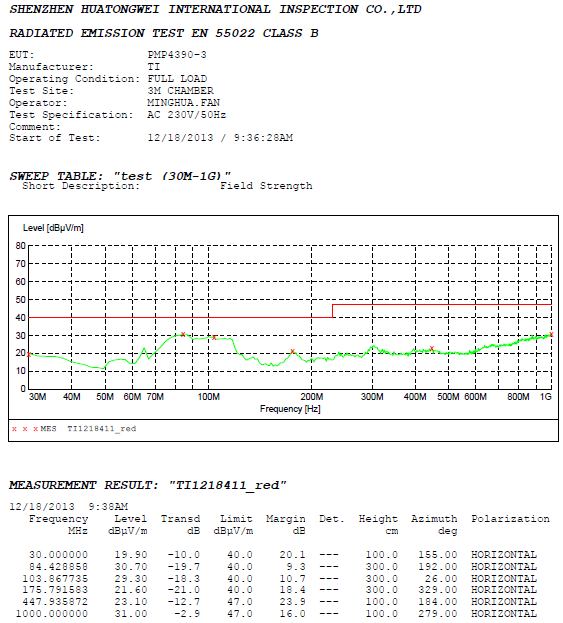 SHENZHEN HUATONGWEI INTERNATIONAL INSPECTION CO.,LTD
RADIATED EMISSION TEST EN 55022 CLASS B
EUT: PMP4390-3
Manufacturer: TI
Operating Condition: FULL LOAD
Test Site: 3M CHAMBER
Operator: MINGHUA.FAN
Test Specification: AC 230V/50Hz
Comment:
Start of Test: 12/18/2013 / 9:36:28AM
SWEEP TABLE: "test (30M-1G)"
Short Description: Field Strength
Level [dBµV/m]
80
70
60
50
40
30
20
10
0
30M 40M 50M 60M 70M 100M 200M 300M 400M 500M 600M 800M 1G
Frequency [Hz]
x x x MES TI1218411_red
MEASUREMENT RESULT: "TI1218411_red"
12/18/2013 9:38AM
Frequency Level Transd Limit Margin Det. Height Azimuth Polarization
MHz dBµV/m dB dBµV/m dB cm deg
30.000000 19.90 -10.0 40.0 20.1 --- 100.0 155.00 HORIZONTAL
84.428858 30.70 -19.7 40.0 9.3 --- 300.0 192.00 HORIZONTAL
103.867735 29.30 -18.3 40.0 10.7 --- 300.0 26.00 HORIZONTAL
175.791583 21.60 -21.0 40.0 18.4 --- 300.0 329.00 HORIZONTAL
447.935872 23.10 -12.7 47.0 23.9 --- 100.0 184.00 HORIZONTAL
1000.000000 31.00 -2.9 47.0 16.0 --- 100.0 279.00 HORIZONTAL